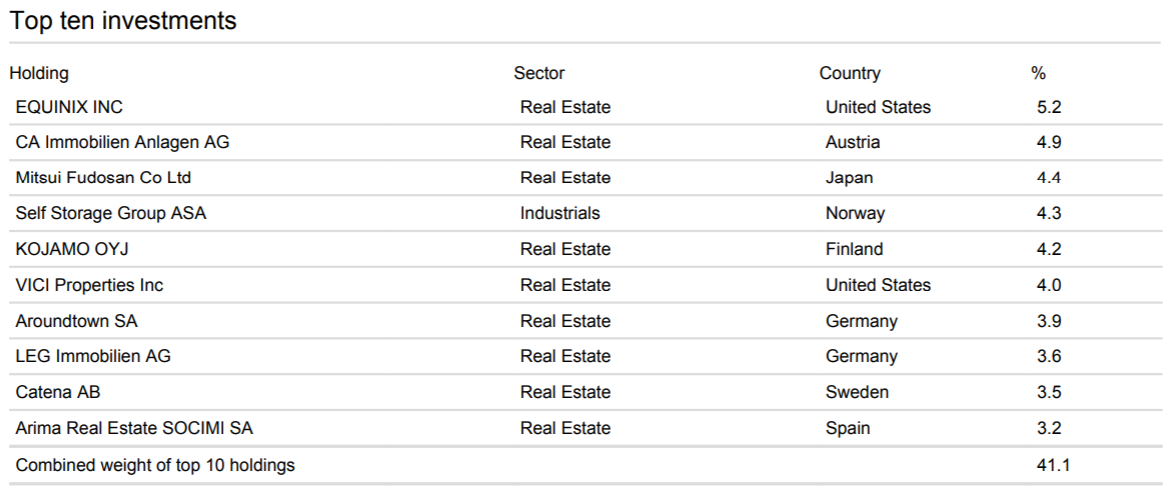 Top ten investments
Holding Sector Country %
EQUINIX INC Real Estate United States 5.2
CA Immobilien Anlagen AG Real Estate Austria 4.9
Mitsui Fudosan Co Ltd Real Estate Japan 4.4
Self Storage Group ASA Industrials Norway 4.3
KOJAMO OYJ Real Estate Finland 4.2
VICI Properties Inc Real Estate United States 4.0
Aroundtown SA Real Estate Germany 3.9
LEG Immobilien AG Real Estate Germany 3.6
Catena AB Real Estate Sweden 3.5
Arima Real Estate SOCIMI SA Real Estate Spain 3.2
Combined weight of top 10 holdings 41.1